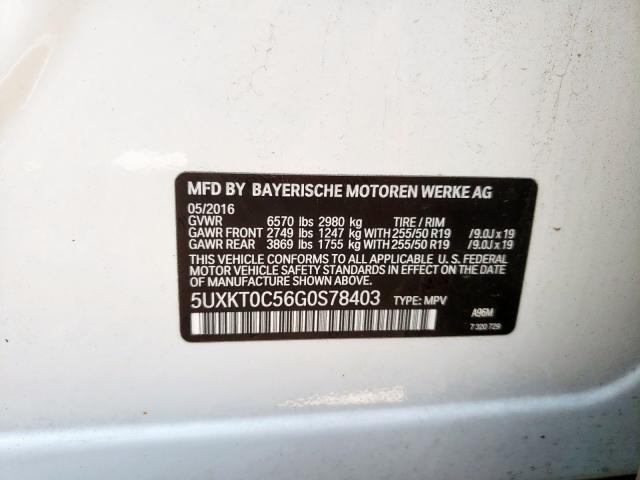 MFD BY BAYERISCHE MOTOREN WERKE AG
05/2016
GVWR 6570 lbs 2980 kg TIRE / RIM
GAWR FRONT 2749 lbs 1247 kg WITH 255/50 R19 /9.0J x 19
GAWR REAR 3869 lbs 1755 kg WITH 255/50 R19 /9.0J x 19
THIS VEHICLE CONFORMS TO ALL APPLICABLE U. S. FEDERAL
MOTOR VEHICLE SAFETY STANDARDS IN EFFECT ON THE DATE OF
MANUFACTURE SHOWN ABOVE.
5UXKT0C56G0S78403 TYPE: MPV
A96M
7 320 729